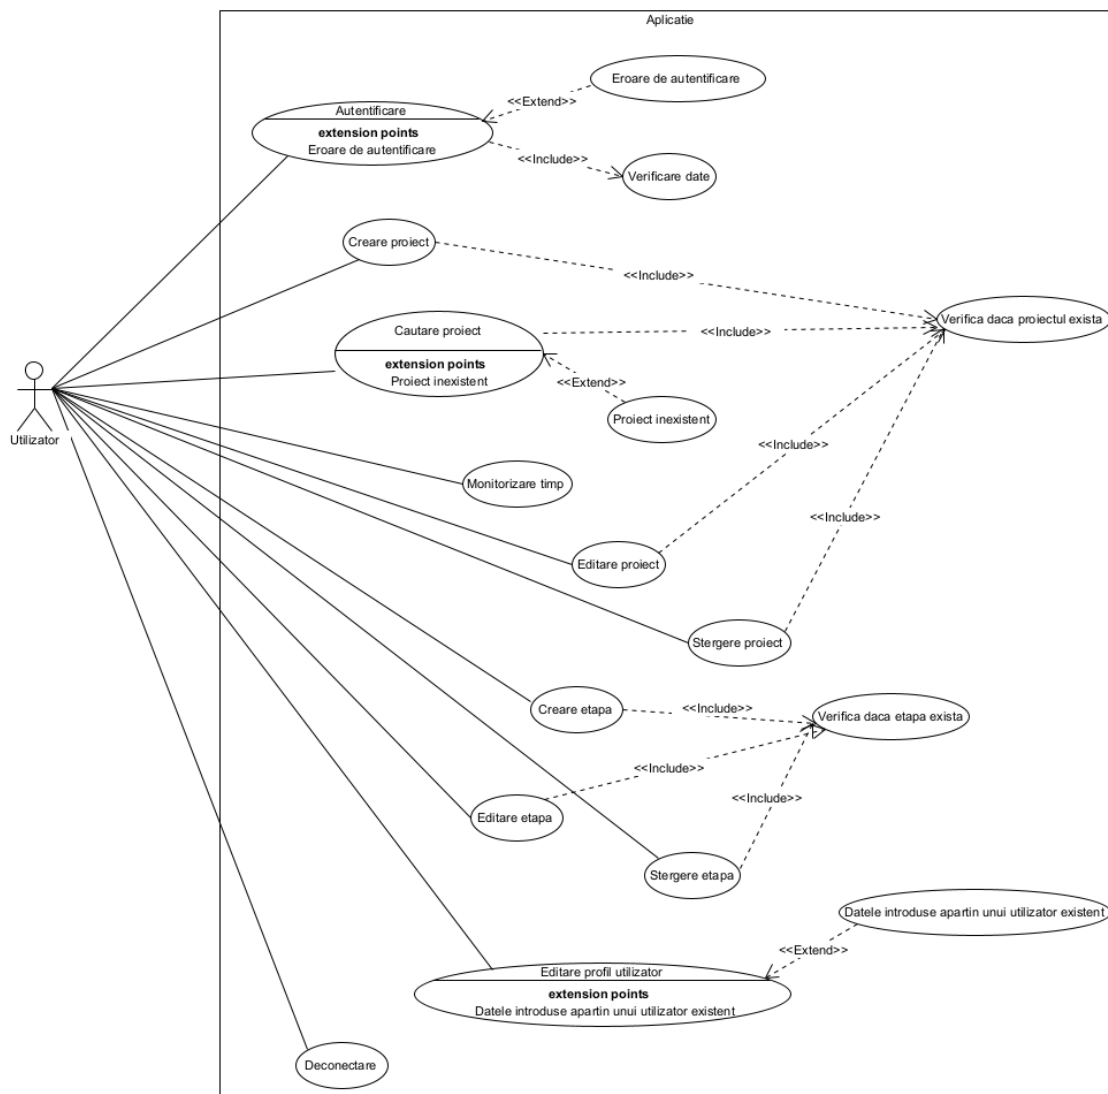 Aplicatie
Eroare de autentificare
<<Extend>>
Autentificare
extension points
Eroare de autentificare
<<Include>>
Verificare date
Creare proiect
<<Include>>
Verifica daca proiectul exista
Cautare proiect
<<Include>>
extension points
Proiect inexistent
<<Extend>>
Proiect inexistent
Utilizator
<<Include>>
Monitorizare timp
<<Include>>
Editare proiect
Stergere proiect
Creare etapa
<<Include>>
Verifica daca etapa exista
<<Include>>
<<Include>>
Editare etapa
Stergere etapa
Datele introduse apartin unui utilizator existent
<<Extend>>
Editare profil utilizator
extension points
Datele introduse apartin unui utilizator existent
Deconectare